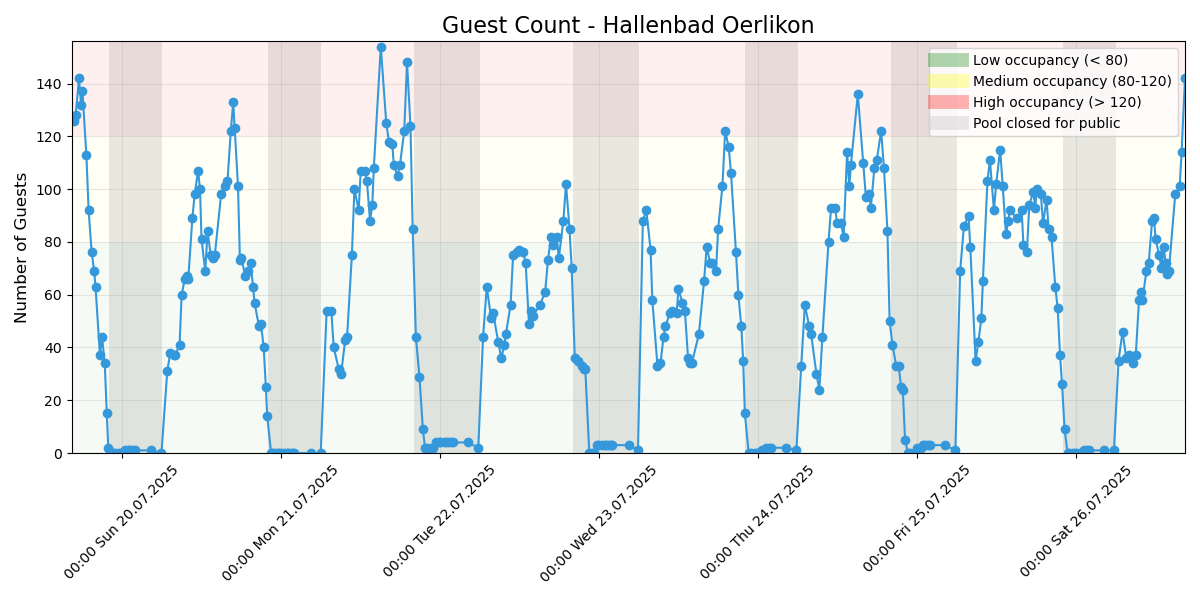 Guest Count - Hallenbad Oerlikon
Number of Guests
140
120
100
80
60
40
20
0
Low occupancy (< 80)
Medium occupancy (80-120)
High occupancy (> 120)
Pool closed for public
00:00 Sun 20.07.2025
00:00 Mon 21.07.2025
00:00 Tue 22.07.2025
00:00 Wed 23.07.2025
00:00 Thu 24.07.2025
00:00 Fri 25.07.2025
00:00 Sat 26.07.2025